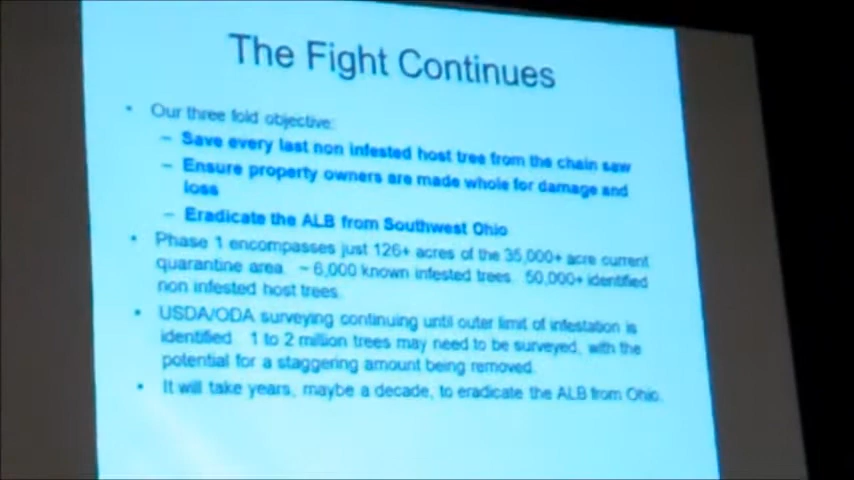 The Fight Continues
• Our three fold objective:
– Save every last non infested host tree from the chain saw
– Ensure property owners are made whole for damage and
loss
– Eradicate the ALB from Southwest Ohio
• Phase 1 encompasses just 126+ acres of the 35,000+ acre current
quarantine area. ~ 6,000 known infested trees. 50,000+ identified
non infested host trees.
• USDA/ODA surveying continuing until outer limit of infestation is
identified. 1 to 2 million trees may need to be surveyed, with the
potential for a staggering amount being removed.
• It will take years, maybe a decade, to eradicate the ALB from Ohio.